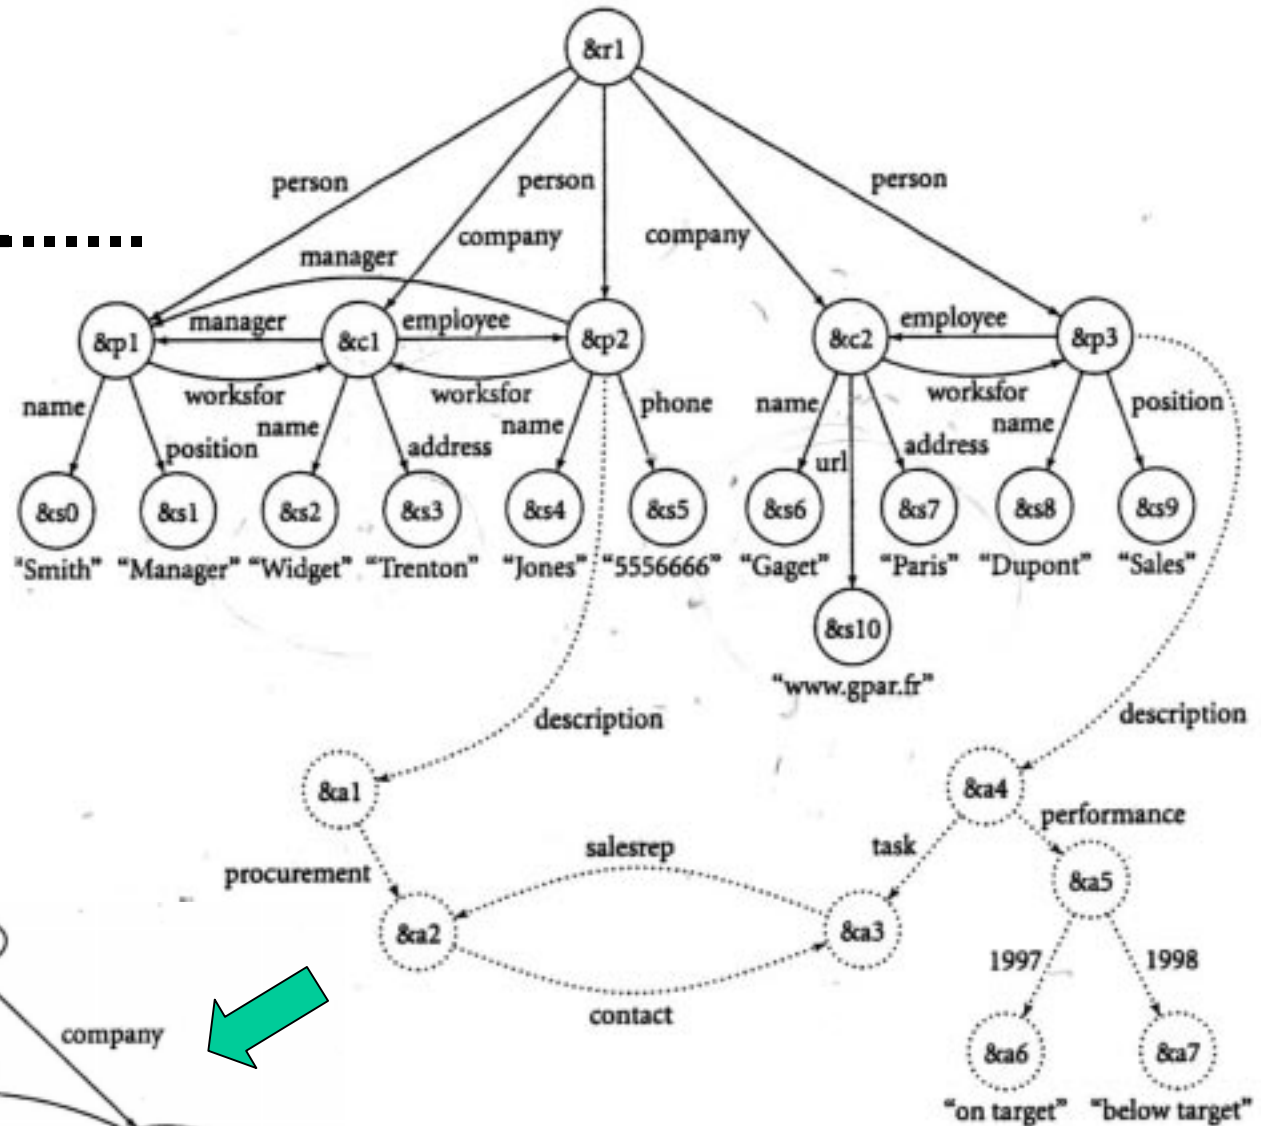 &r1
person
person
person
company
company
manager
manager
employee
employee
&p1
&c1
&p2
&c2
&p3
worksfor
worksfor
worksfor
name
position
name
address
name
phone
name
url
address
name
position
&s0
&s1
&s2
&s3
&s4
&s5
&s6
&s7
&s8
&s9
“Smith”
“Manager”
“Widget”
“Trenton”
“Jones”
“5556666”
“Gaget”
“Paris”
“Dupont”
“Sales”
&s10
“www.gpar.fr”
description
description
&a1
&a4
procurement
salesrep
task
performance
&a2
&a3
&a5
contact
1997
1998
&a6
&a7
“on target”
“below target”
company